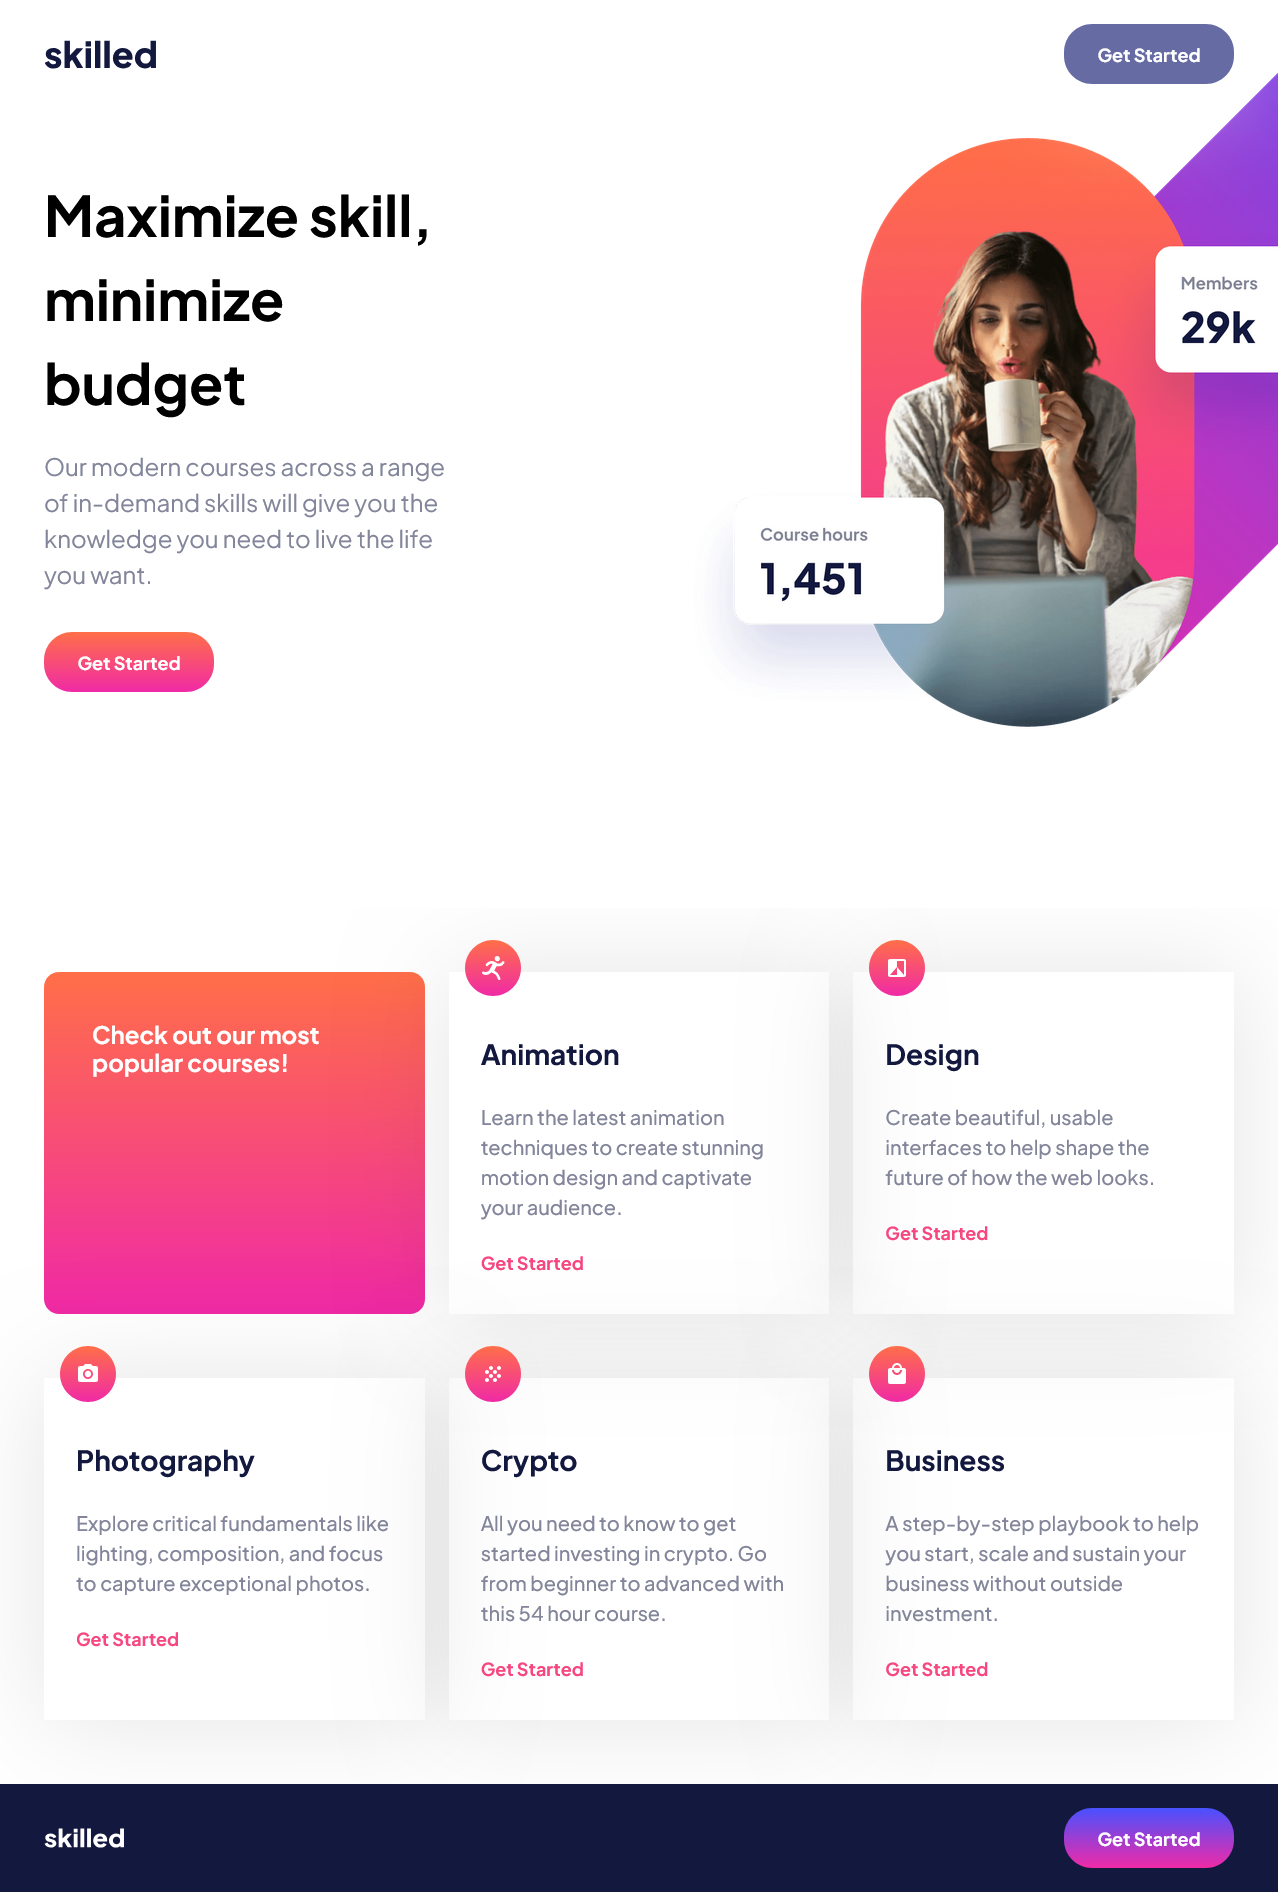 skilled
Get Started
Maximize skill,
minimize
budget
Our modern courses across a range
of in-demand skills will give you the
knowledge you need to live the life
you want.
Get Started
Members
29k
Course hours
1,451
Check out our most
popular courses!
Animation
Learn the latest animation
techniques to create stunning
motion design and captivate
your audience.
Get Started
Design
Create beautiful, usable
interfaces to help shape the
future of how the web looks.
Get Started
Photography
Explore critical fundamentals like
lighting, composition, and focus
to capture exceptional photos.
Get Started
Crypto
All you need to know to get
started investing in crypto. Go
from beginner to advanced with
this 54 hour course.
Get Started
Business
A step-by-step playbook to help
you start, scale and sustain your
business without outside
investment.
Get Started
skilled
Get Started